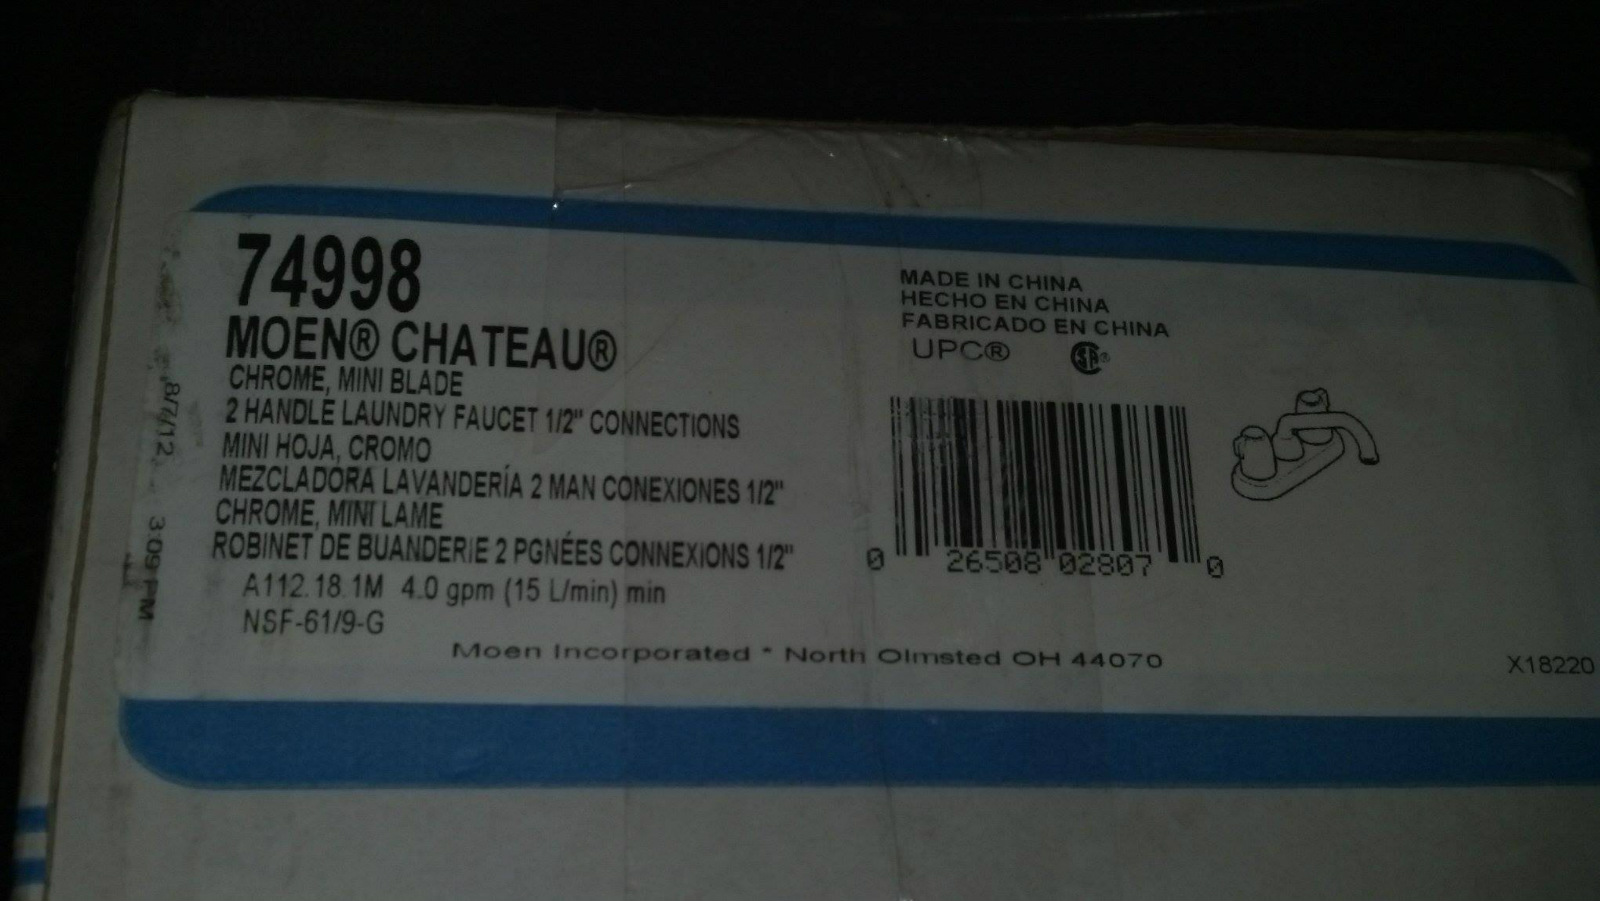 74998
MOEN® CHATEAU®
CHROME, MINI BLADE
2 HANDLE LAUNDRY FAUCET 1/2" CONNECTIONS
MINI HOJA, CROMO
MEZCLADORA LAVANDERÍA 2 MAN CONEXIONES 1/2"
CHROME, MINI LAME
ROBINET DE BUANDERIE 2 PGNÉES CONNEXIONS 1/2"
A112.18.1M 4.0 gpm (15 L/min) min
NSF-61/9-G
Moen Incorporated * North Olmsted OH 44070
MADE IN CHINA
HECHO EN CHINA
FABRICADO EN CHINA
UPC® SA®
0 26508 02807 0
X18220
8/7/12 3:09 PM